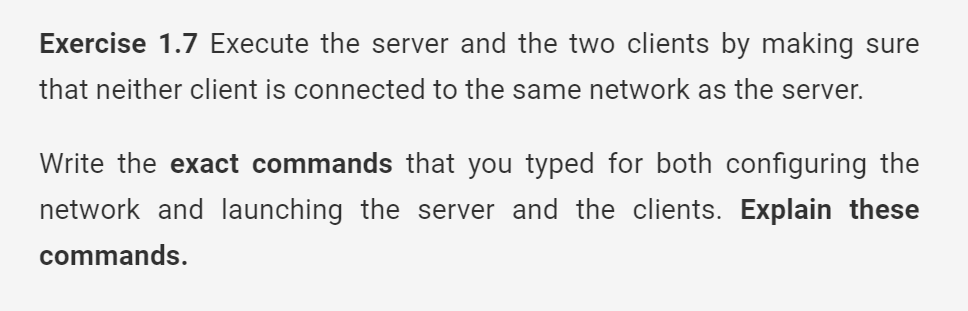 Exercise 1.7 Execute the server and the two clients by making sure
that neither client is connected to the same network as the server.
Write the exact commands that you typed for both configuring the
network and launching the server and the clients. Explain these
commands.